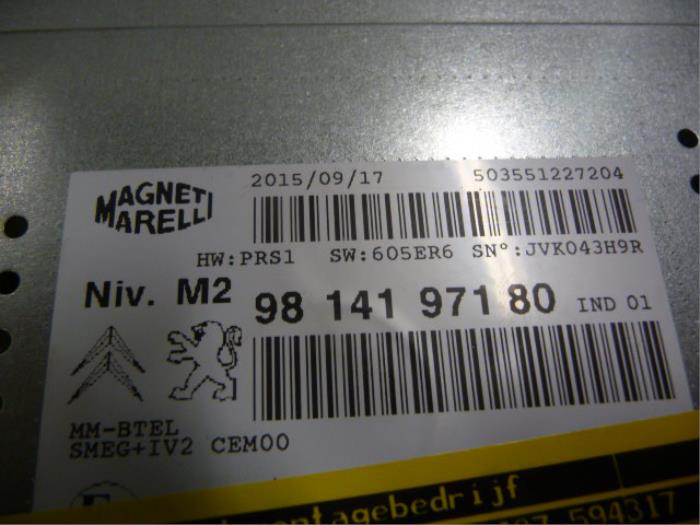 MAGNETI
MARELLI
2015/09/17 503551227204
HW:PRS1 SW:605ER6 SN°:JVK043H9R
Niv. M2 98 141 971 80 IND 01
MM-BTEL
SMEG+IV2 CEM00
594317